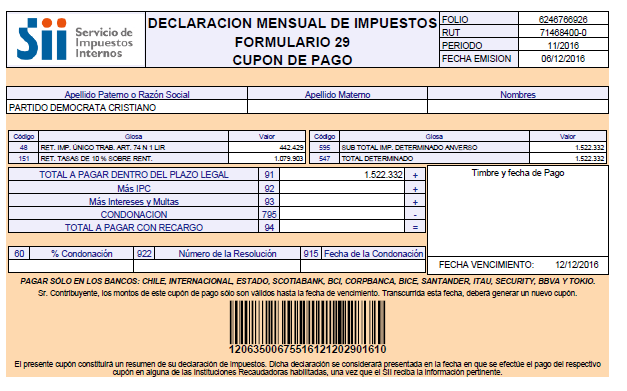 Sii Servicio de
Impuestos
Internos
DECLARACION MENSUAL DE IMPUESTOS
FORMULARIO 29
CUPON DE PAGO
FOLIO 6246766926
RUT 71468400-0
PERIODO 11/2016
FECHA EMISION 06/12/2016
Apellido Paterno o Razón Social Apellido Materno Nombres
PARTIDO DEMOCRATA CRISTIANO
Código Glosa Valor Código Glosa Valor
48 RET. IMP. ÚNICO TRAB. ART. 74 N 1 LIR 442.429 595 SUB TOTAL IMP. DETERMINADO ANVERSO 1.522.332
151 RET. TASAS DE 10 % SOBRE RENT. 1.079.903 547 TOTAL DETERMINADO 1.522.332
TOTAL A PAGAR DENTRO DEL PLAZO LEGAL 91 1.522.332 +
Más IPC 92 +
Más Intereses y Multas 93 +
CONDONACION 795 -
TOTAL A PAGAR CON RECARGO 94 =
Timbre y fecha de Pago
60 % Condonación 922 Número de la Resolución 915 Fecha de la Condonación
FECHA VENCIMIENTO: 12/12/2016
PAGAR SÓLO EN LOS BANCOS: CHILE, INTERNACIONAL, ESTADO, SCOTIABANK, BCI, CORPBANCA, BICE, SANTANDER, ITAU, SECURITY, BBVA Y TOKIO.
Sr. Contribuyente, los montos de este cupón de pago sólo son válidos hasta la fecha de vencimiento. Transcurrida esta fecha, deberá generar un nuevo cupón.
12063500675516121202901610
El presente cupón constituirá un resumen de su declaración de impuestos. Dicha declaración se considerará presentada en la fecha en que se efectúe el pago del respectivo
cupón en alguna de las Instituciones Recaudadoras habilitadas, una vez que el SII reciba la información pertinente.